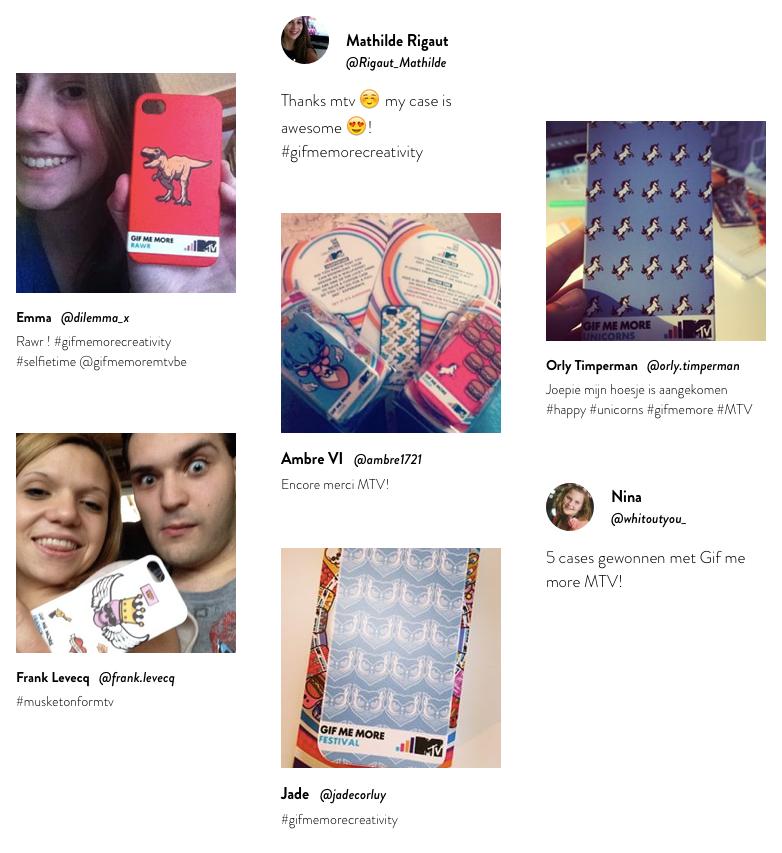 GIF ME MORE
RAWR
MTV
Emma @dilemma_x
Rawr ! #gifmemorecreativity
#selfietime @gifmemoremtvbe
Frank Levecq @frank.levecq
#musketonformtv
Mathilde Rigaut
@Rigaut_Mathilde
Thanks mtv ☺️ my case is
awesome 😍!
#gifmemorecreativity
Ambre VI @ambre1721
Encore merci MTV!
GIF ME MORE
FESTIVAL
MTV
Jade @jadecorluy
#gifmemorecreativity
GIF ME MORE
UNICORNS
MTV
Orly Timperman @orly.timperman
Joepie mijn hoesje is aangekomen
#happy #unicorns #gifmemore #MTV
Nina
@whitoutyou_
5 cases gewonnen met Gif me
more MTV!